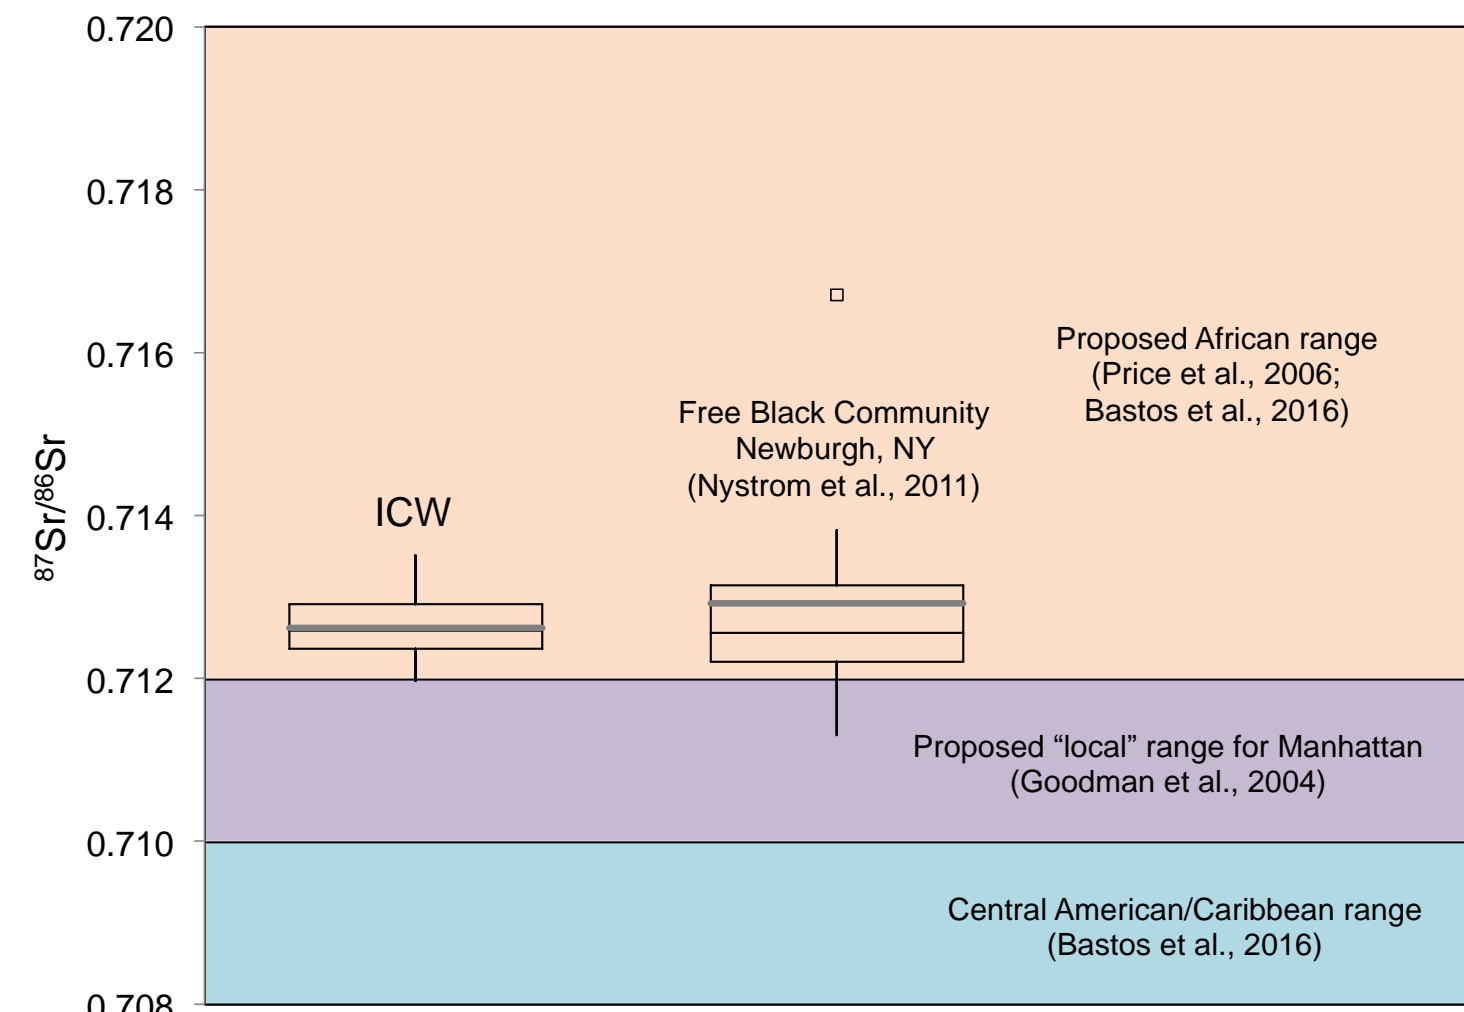 0.720
0.718
0.716
0.714
0.712
0.710
0.708
⁸⁷Sr/⁸⁶Sr
ICW
Free Black Community
Newburgh, NY
(Nystrom et al., 2011)
Proposed African range
(Price et al., 2006;
Bastos et al., 2016)
Proposed “local” range for Manhattan
(Goodman et al., 2004)
Central American/Caribbean range
(Bastos et al., 2016)